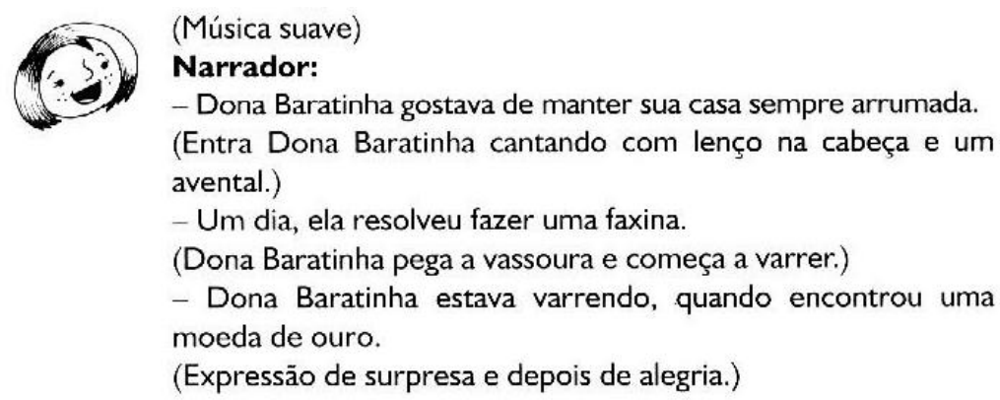 (Música suave)
Narrador:
– Dona Baratinha gostava de manter sua casa sempre arrumada.
(Entra Dona Baratinha cantando com lenço na cabeça e um
avental.)
– Um dia, ela resolveu fazer uma faxina.
(Dona Baratinha pega a vassoura e começa a varrer.)
– Dona Baratinha estava varrendo, quando encontrou uma
moeda de ouro.
(Expressão de surpresa e depois de alegria.)